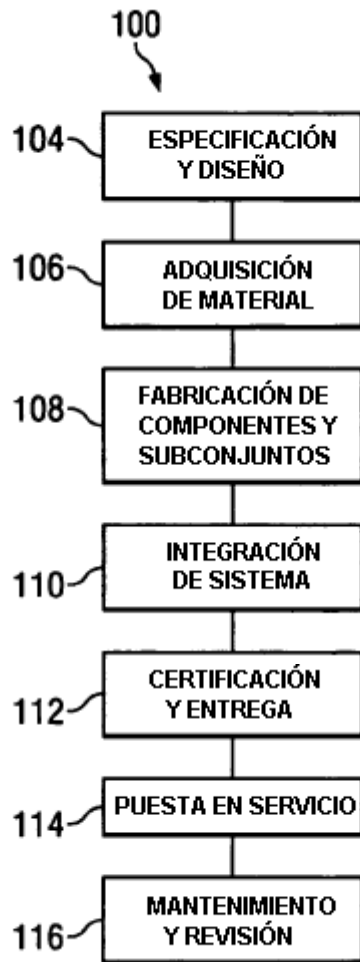 100
104
ESPECIFICACIÓN
Y DISEÑO
106
ADQUISICIÓN
DE MATERIAL
108
FABRICACIÓN DE
COMPONENTES Y
SUBCONJUNTOS
110
INTEGRACIÓN
DE SISTEMA
112
CERTIFICACIÓN
Y ENTREGA
114
PUESTA EN SERVICIO
116
MANTENIMIENTO
Y REVISIÓN